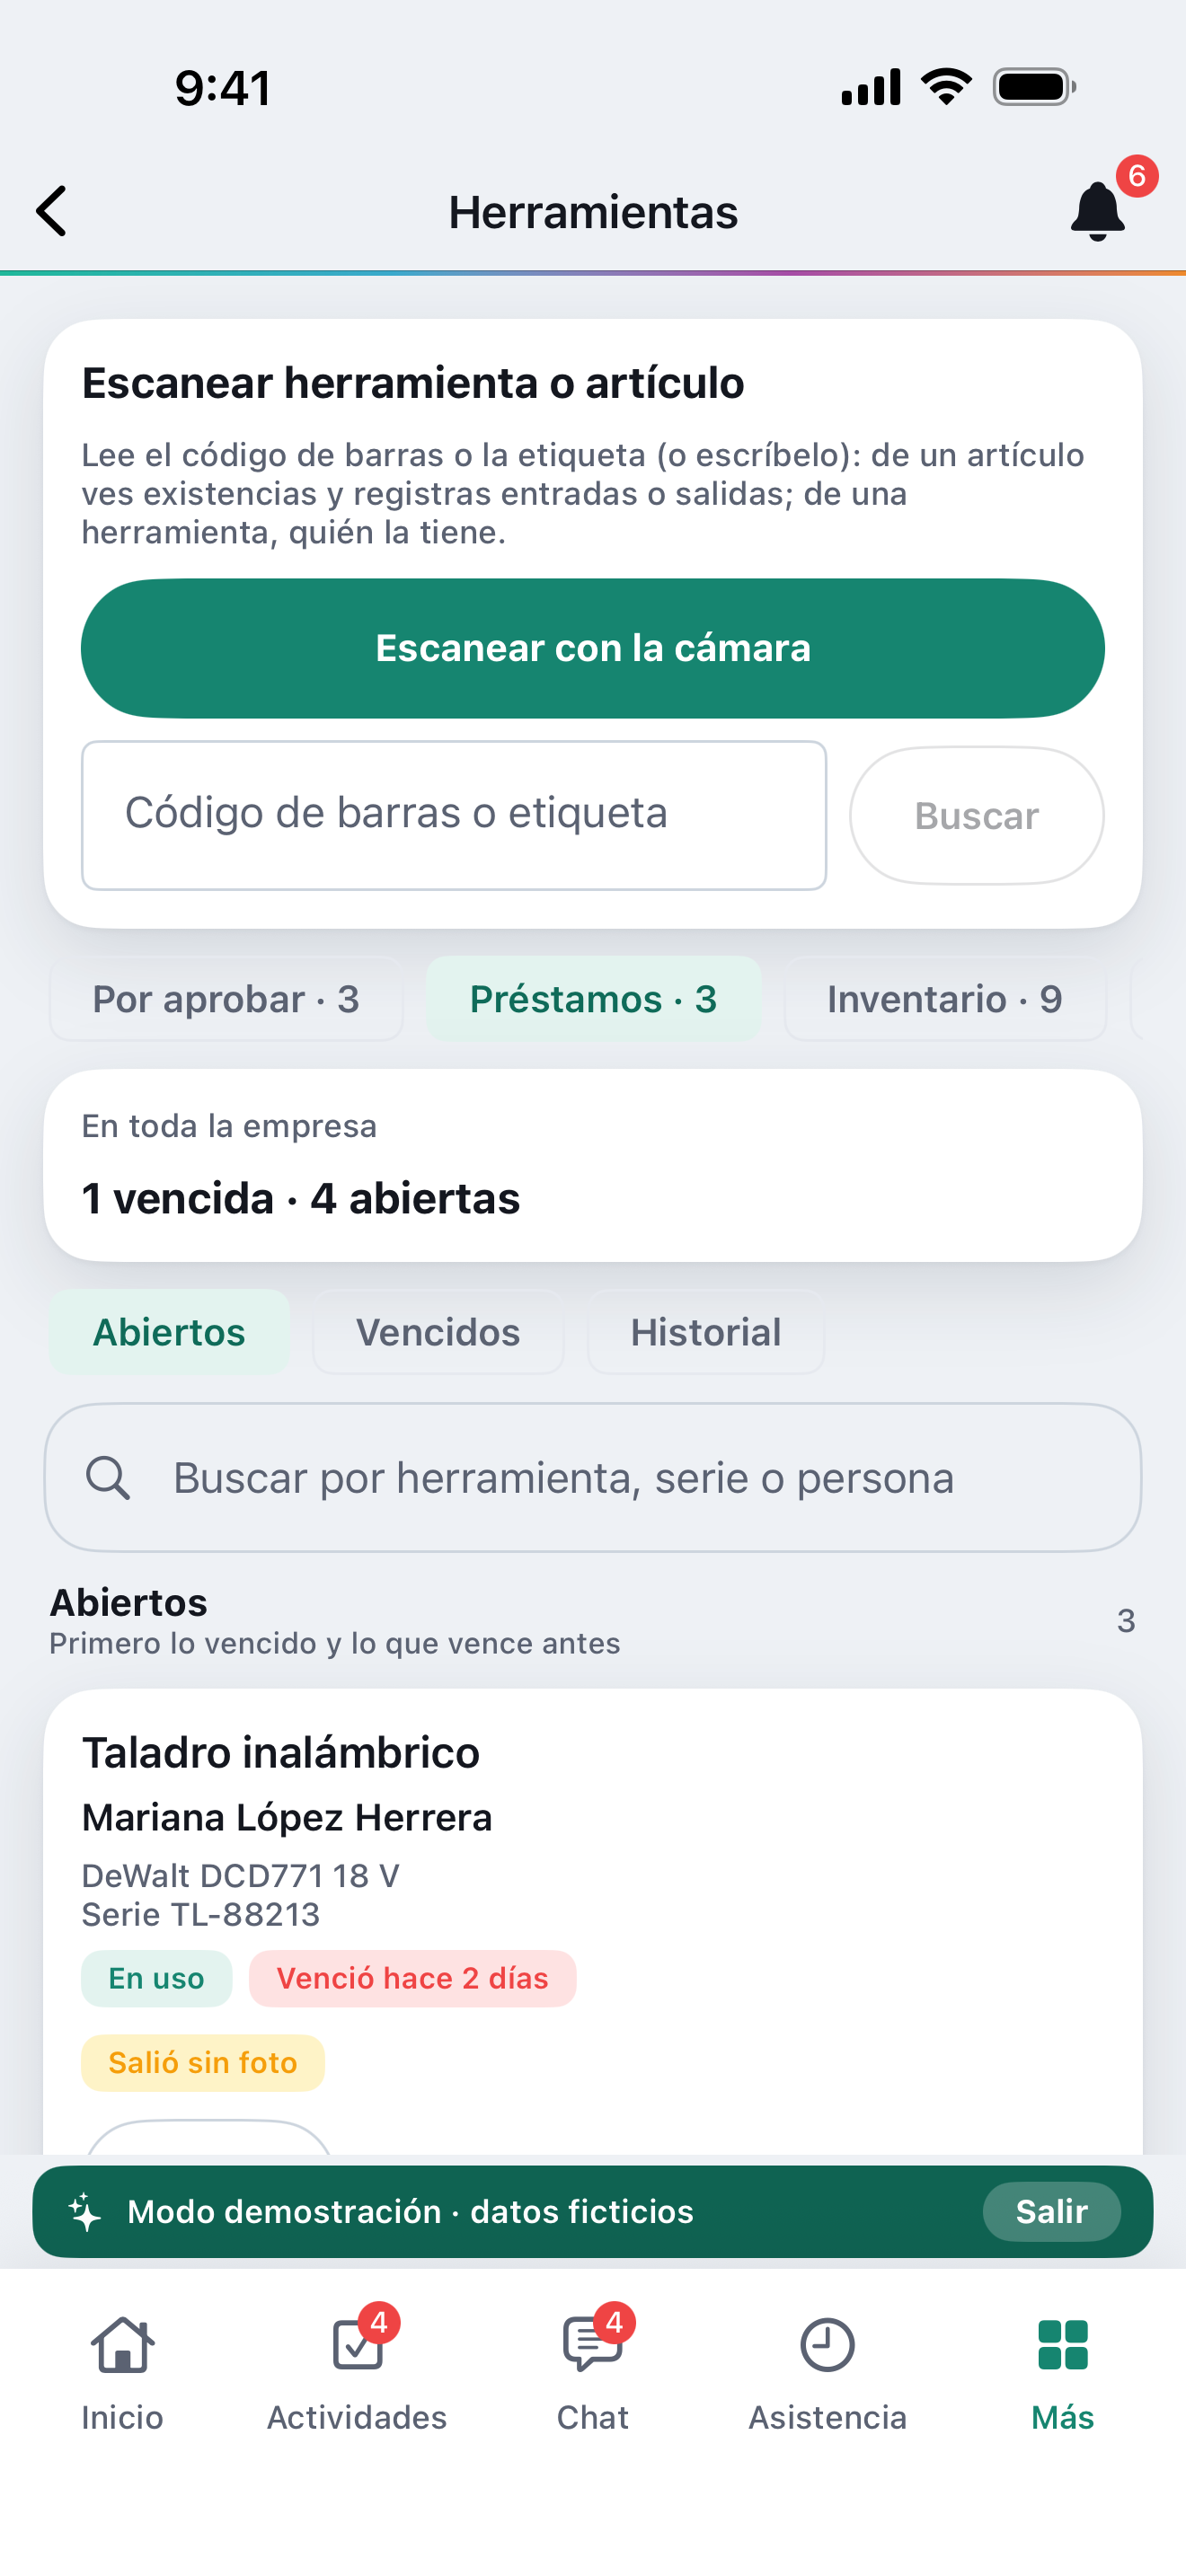 9:41
Herramientas
6
Escanear herramienta o artículo
Lee el código de barras o la etiqueta (o escríbelo): de un artículo
ves existencias y registras entradas o salidas; de una
herramienta, quién la tiene.
Escanear con la cámara
Código de barras o etiqueta
Buscar
Por aprobar · 3
Préstamos · 3
Inventario · 9
En toda la empresa
1 vencida · 4 abiertas
Abiertos
Vencidos
Historial
Buscar por herramienta, serie o persona
Abiertos
3
Primero lo vencido y lo que vence antes
Taladro inalámbrico
Mariana López Herrera
DeWalt DCD771 18 V
Serie TL-88213
En uso
Venció hace 2 días
Salió sin foto
Modo demostración · datos ficticios
Salir
4
4
Inicio
Actividades
Chat
Asistencia
Más